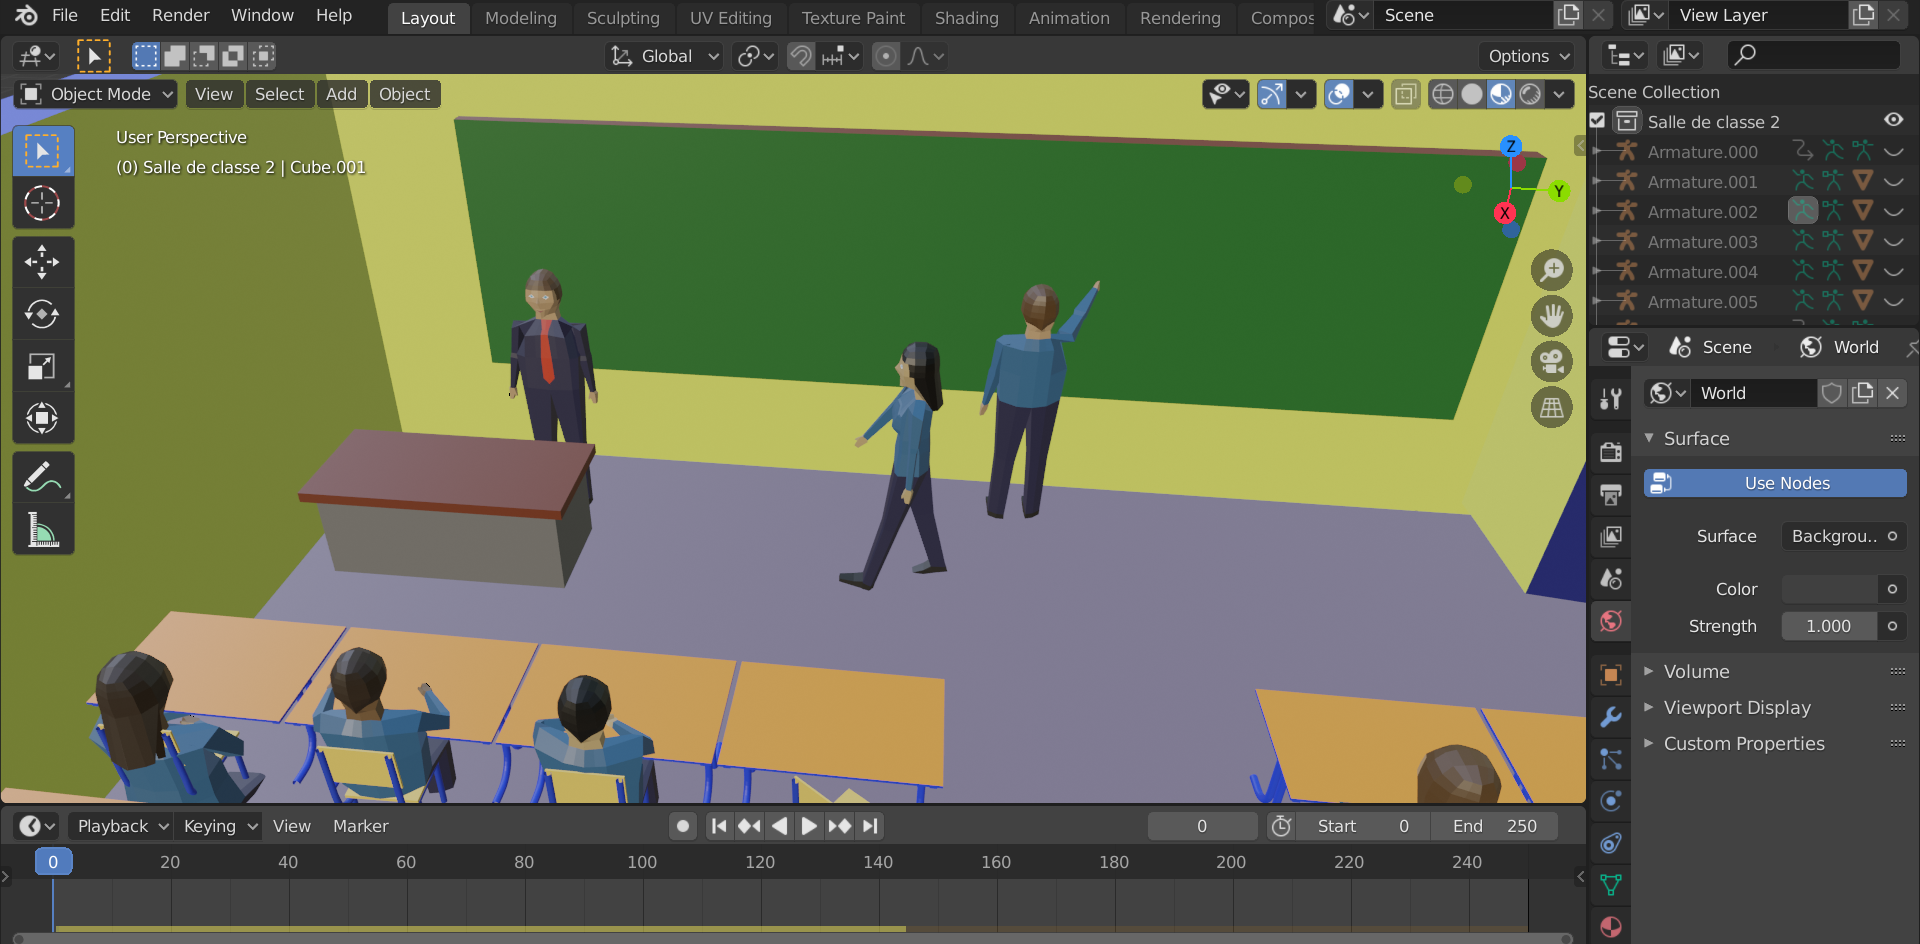 File Edit Render Window Help Layout Modeling Sculpting UV Editing Texture Paint Shading Animation Rendering Compos Scene View Layer
Global Options
Object Mode View Select Add Object
User Perspective
(0) Salle de classe 2 | Cube.001
Z
Y
X
Scene Collection
Salle de classe 2
Armature.000
Armature.001
Armature.002
Armature.003
Armature.004
Armature.005
Scene World
World
Surface
Use Nodes
Surface Backgrou..
Color
Strength 1.000
Volume
Viewport Display
Custom Properties
Playback Keying View Marker 0 Start 0 End 250
0 20 40 60 80 100 120 140 160 180 200 220 240